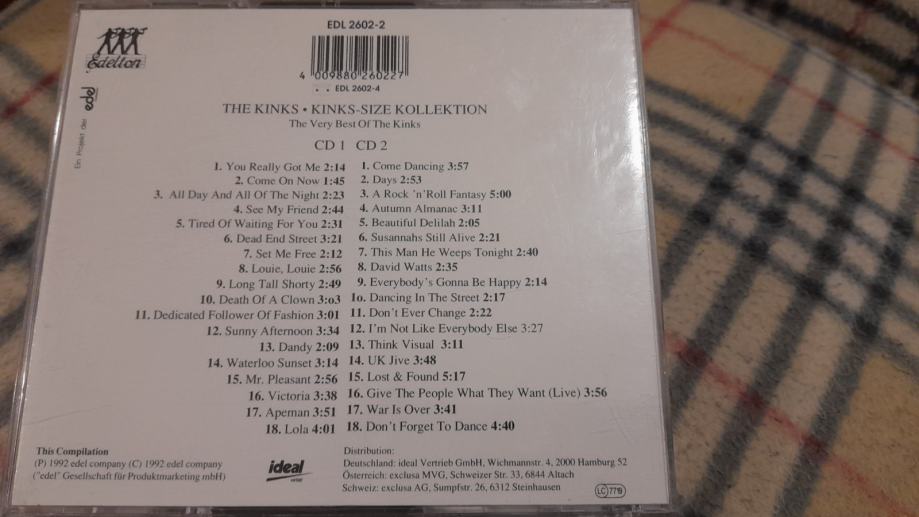 EDL 2602-2
Edelton
Ein Projekt der edel
4 009880 260227
EDL 2602-4
THE KINKS • KINKS-SIZE KOLLEKTION
The Very Best Of The Kinks
CD 1 CD 2
1. You Really Got Me 2:14
2. Come On Now 1:45
3. All Day And All Of The Night 2:23
4. See My Friend 2:44
5. Tired Of Waiting For You 2:31
6. Dead End Street 3:21
7. Set Me Free 2:12
8. Louie, Louie 2:56
9. Long Tall Shorty 2:49
10. Death Of A Clown 3:o3
11. Dedicated Follower Of Fashion 3:01
12. Sunny Afternoon 3:34
13. Dandy 2:09
14. Waterloo Sunset 3:14
15. Mr. Pleasant 2:56
16. Victoria 3:38
17. Apeman 3:51
18. Lola 4:01
1. Come Dancing 3:57
2. Days 2:53
3. A Rock 'n'Roll Fantasy 5:00
4. Autumn Almanac 3:11
5. Beautiful Delilah 2:05
6. Susannahs Still Alive 2:21
7. This Man He Weeps Tonight 2:40
8. David Watts 2:35
9. Everybody's Gonna Be Happy 2:14
1o. Dancing In The Street 2:17
11. Don't Ever Change 2:22
12. I'm Not Like Everybody Else 3:27
13. Think Visual 3:11
14. UK Jive 3:48
15. Lost & Found 5:17
16. Give The People What They Want (Live) 3:56
17. War Is Over 3:41
18. Don't Forget To Dance 4:40
This Compilation
(P) 1992 edel company (C) 1992 edel company
("edel" Gesellschaft für Produktmarketing mbH)
ideal
Distribution:
Deutschland: ideal Vertrieb GmbH, Wichmannstr. 4, 2000 Hamburg 52
Österreich: exclusa MVG, Schweizer Str. 33, 6844 Altach
Schweiz: exclusa AG, Sumpfstr. 26, 6312 Steinhausen
LC 7719